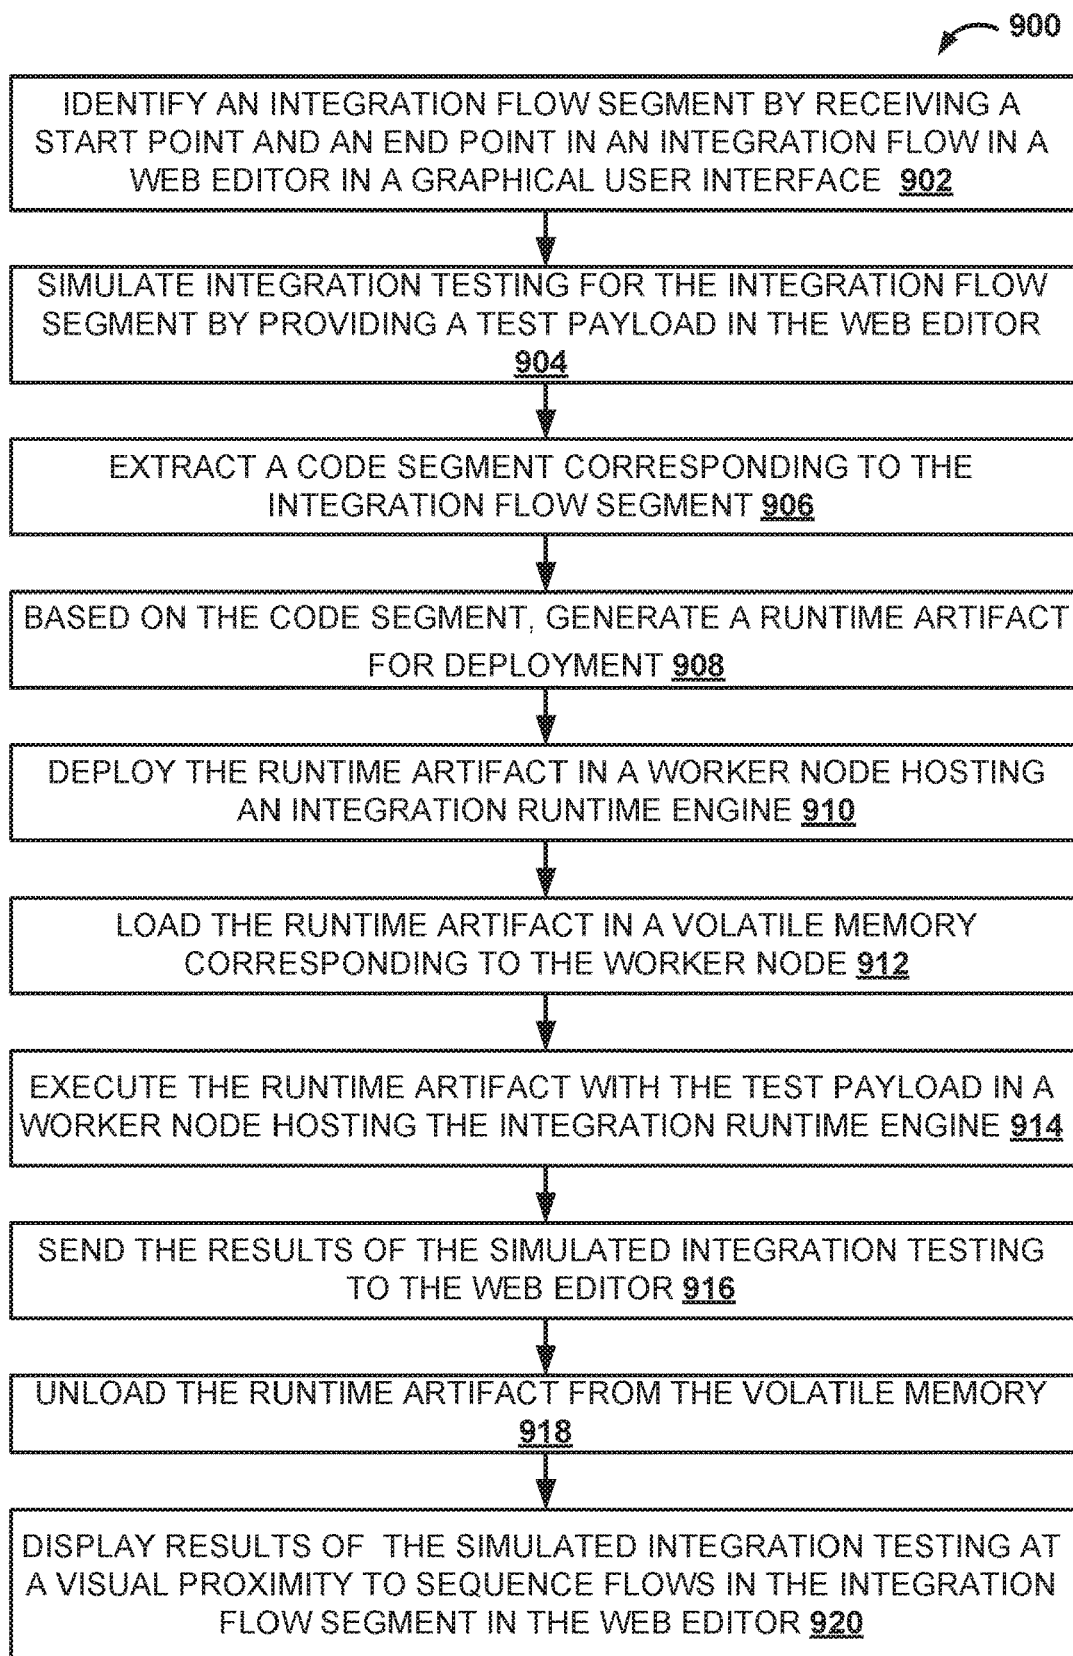 900
IDENTIFY AN INTEGRATION FLOW SEGMENT BY RECEIVING A
START POINT AND AN END POINT IN AN INTEGRATION FLOW IN A
WEB EDITOR IN A GRAPHICAL USER INTERFACE 902
SIMULATE INTEGRATION TESTING FOR THE INTEGRATION FLOW
SEGMENT BY PROVIDING A TEST PAYLOAD IN THE WEB EDITOR
904
EXTRACT A CODE SEGMENT CORRESPONDING TO THE
INTEGRATION FLOW SEGMENT 906
BASED ON THE CODE SEGMENT, GENERATE A RUNTIME ARTIFACT
FOR DEPLOYMENT 908
DEPLOY THE RUNTIME ARTIFACT IN A WORKER NODE HOSTING
AN INTEGRATION RUNTIME ENGINE 910
LOAD THE RUNTIME ARTIFACT IN A VOLATILE MEMORY
CORRESPONDING TO THE WORKER NODE 912
EXECUTE THE RUNTIME ARTIFACT WITH THE TEST PAYLOAD IN A
WORKER NODE HOSTING THE INTEGRATION RUNTIME ENGINE 914
SEND THE RESULTS OF THE SIMULATED INTEGRATION TESTING
TO THE WEB EDITOR 916
UNLOAD THE RUNTIME ARTIFACT FROM THE VOLATILE MEMORY
918
DISPLAY RESULTS OF THE SIMULATED INTEGRATION TESTING AT
A VISUAL PROXIMITY TO SEQUENCE FLOWS IN THE INTEGRATION
FLOW SEGMENT IN THE WEB EDITOR 920